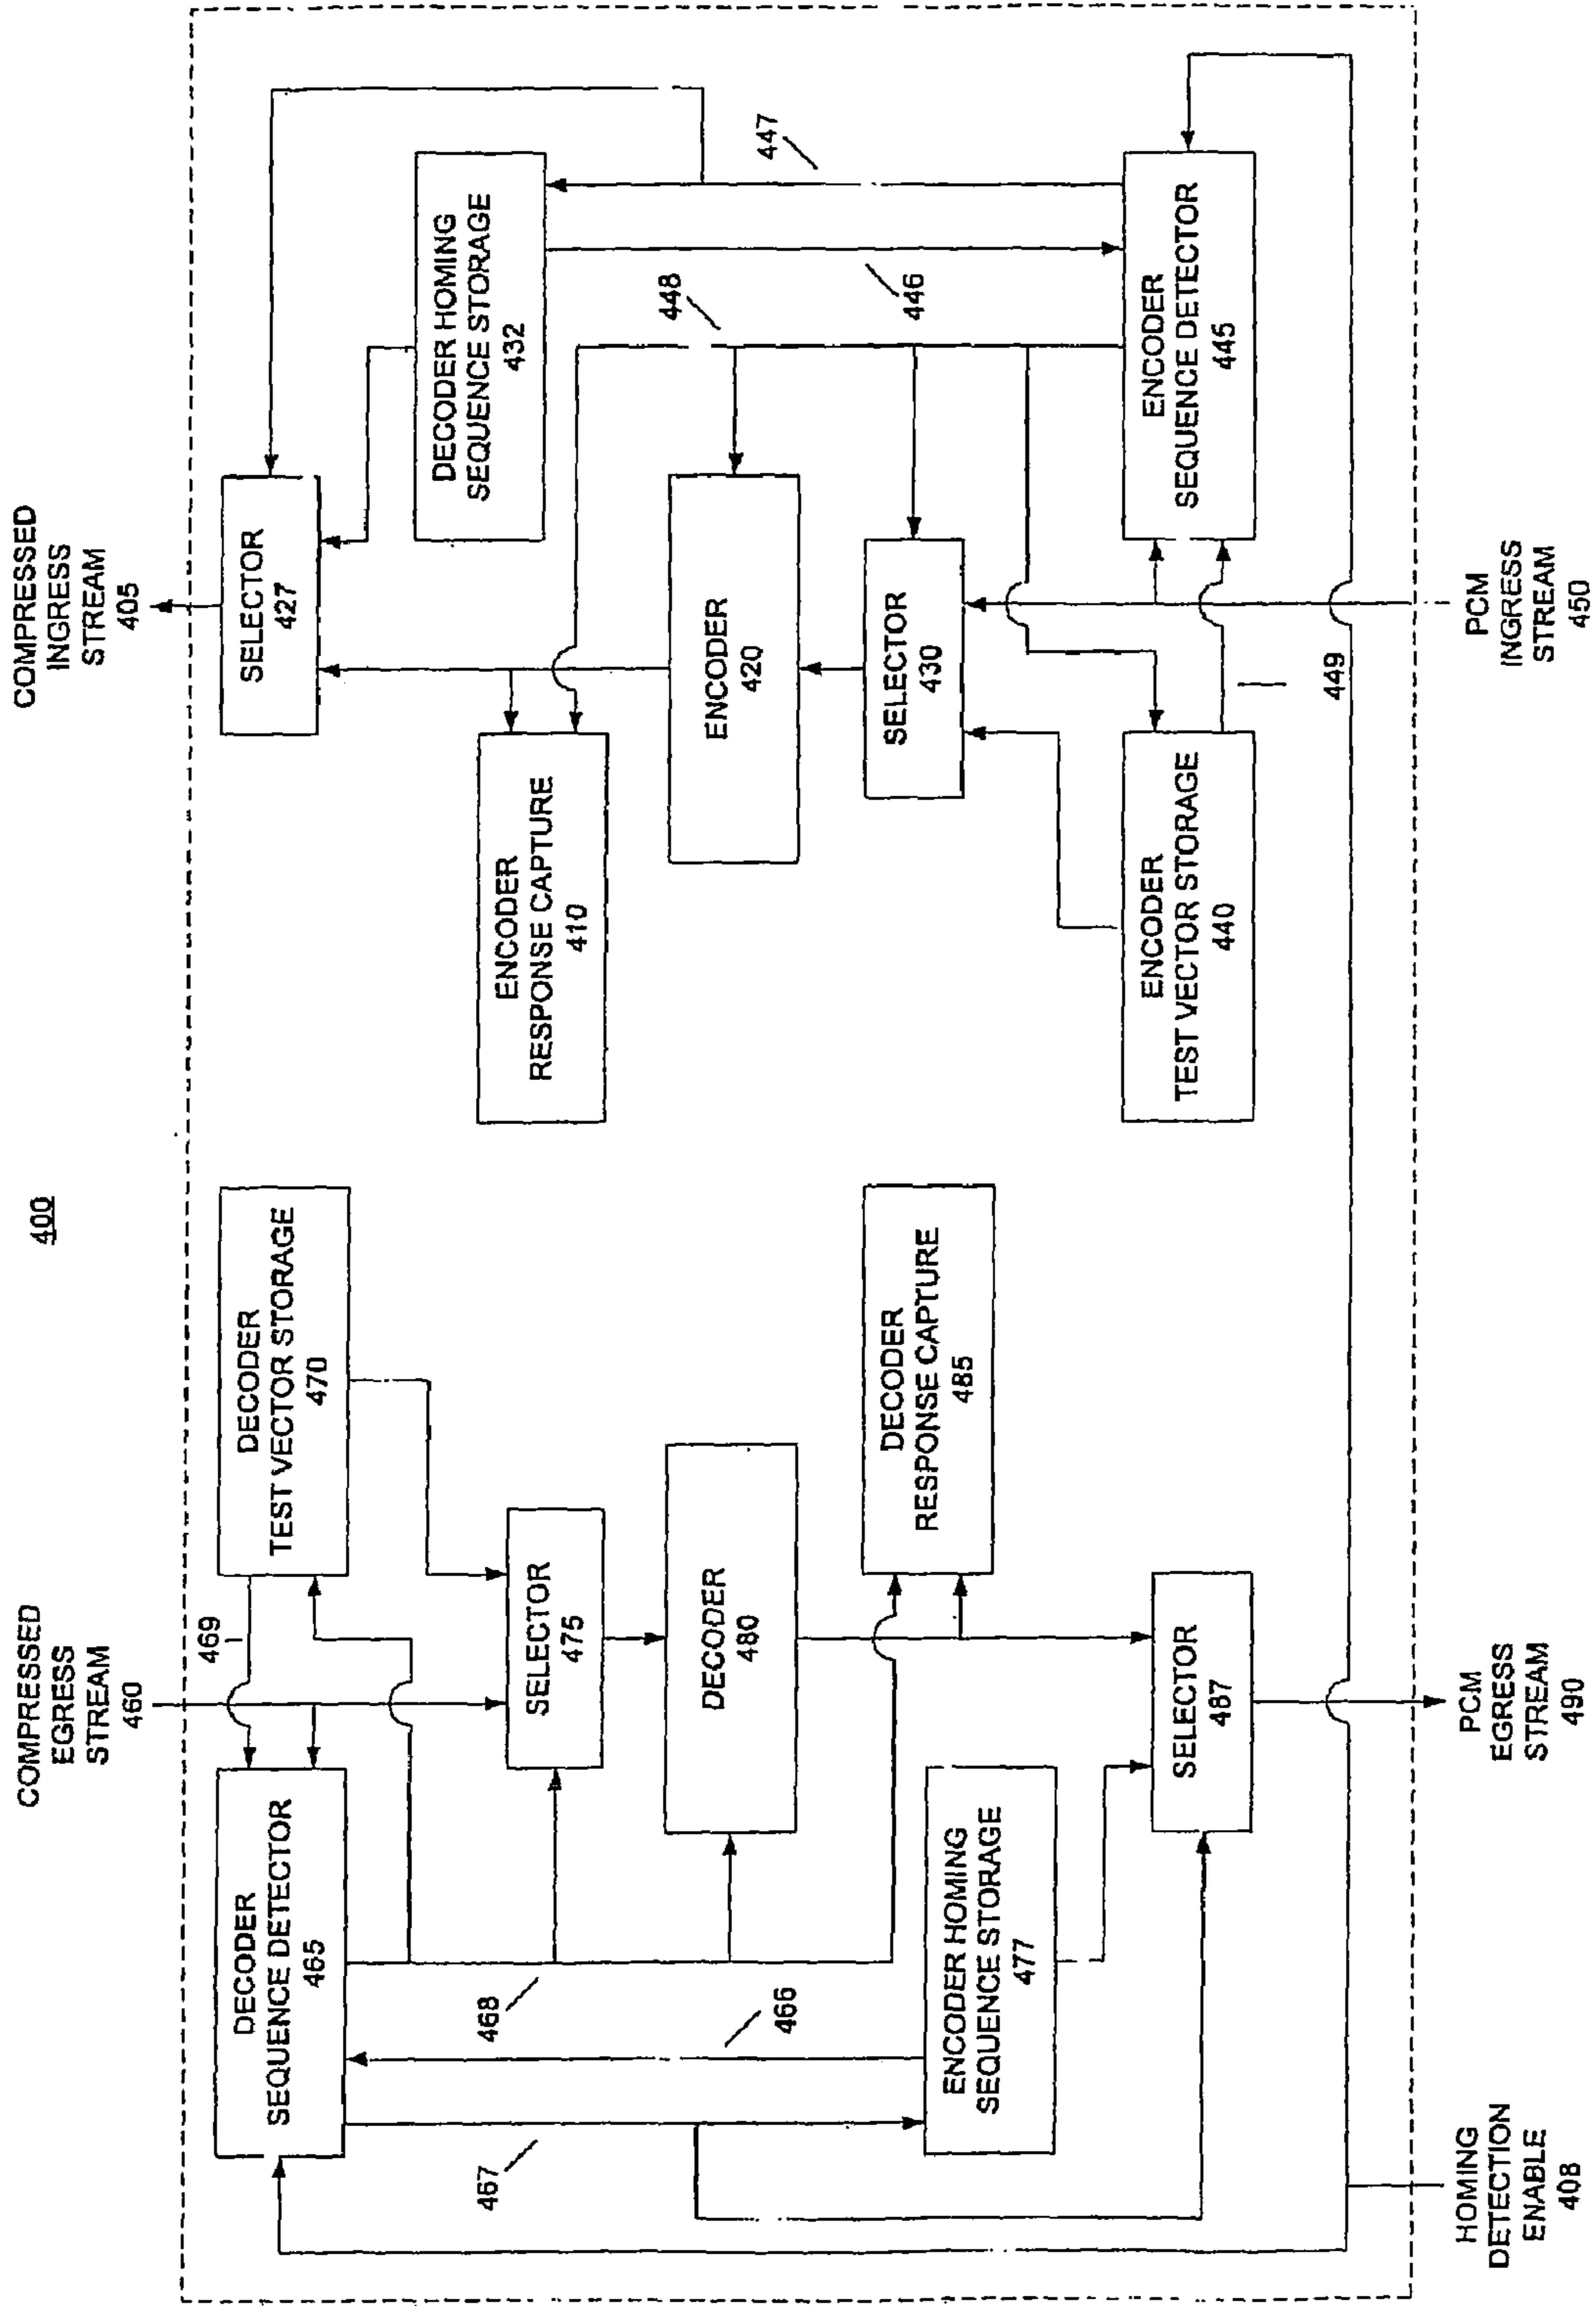 400
COMPRESSED
EGRESS
STREAM
460
COMPRESSED
INGRESS
STREAM
405
DECODER
SEQUENCE DETECTOR
465
469
DECODER
TEST VECTOR STORAGE
470
SELECTOR
427
468
467
466
SELECTOR
475
DECODER
480
ENCODER
RESPONSE CAPTURE
410
DECODER HOMING
SEQUENCE STORAGE
432
448
447
446
ENCODER
420
ENCODER HOMING
SEQUENCE STORAGE
477
DECODER
RESPONSE CAPTURE
485
SELECTOR
430
SELECTOR
487
ENCODER
TEST VECTOR STORAGE
440
ENCODER
SEQUENCE DETECTOR
445
449
HOMING
DETECTION
ENABLE
408
PCM
EGRESS
STREAM
490
PCM
INGRESS
STREAM
450